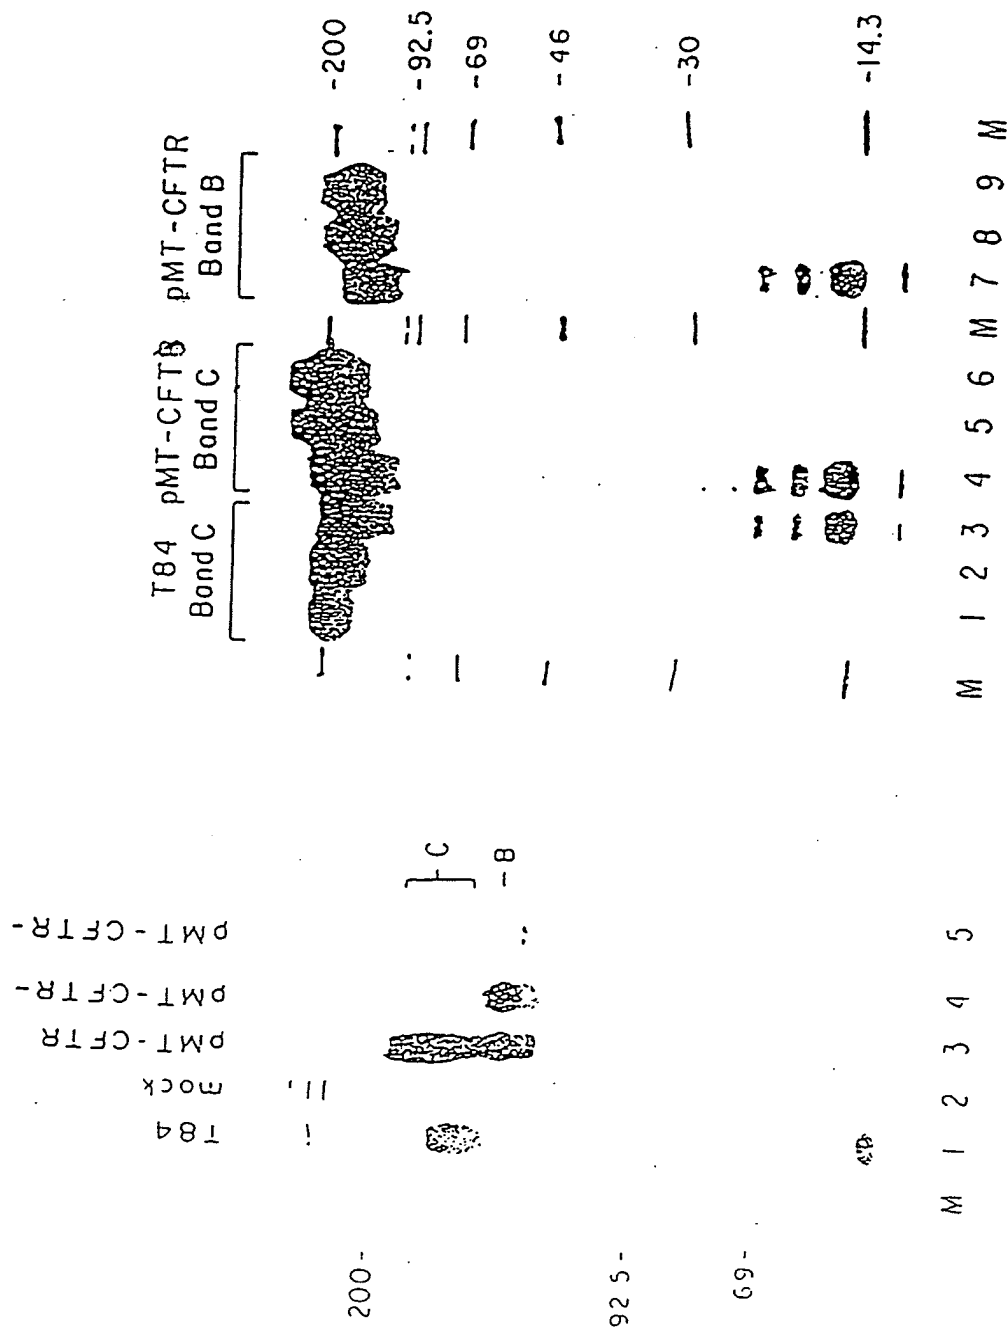 T84
Band C
pMT-CFTR
Band C
pMT-CFTR
Band B
-200
-92.5
-69
-46
-30
-14.3
M 1 2 3 4 5 6 M 7 8 9 M
T84
mock
pMT-CFTR
pMT-CFTR-
pMT-CFTR-
C
-B
200-
92 5-
69-
M 1 2 3 4 5